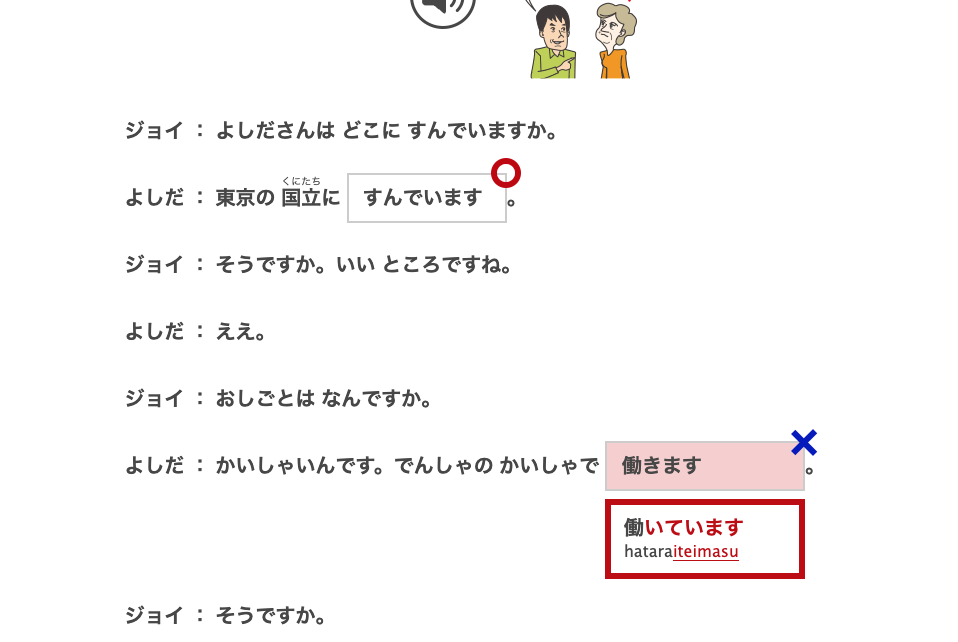 ジョイ ： よしださんは どこに すんでいますか。
くにたち
よしだ ： 東京の 国立に すんでいます 。
ジョイ ： そうですか。いい ところですね。
よしだ ： ええ。
ジョイ ： おしごとは なんですか。
よしだ ： かいしゃいんです。でんしゃの かいしゃで 働きます 。
働いています
hataraiteimasu
ジョイ ： そうですか。